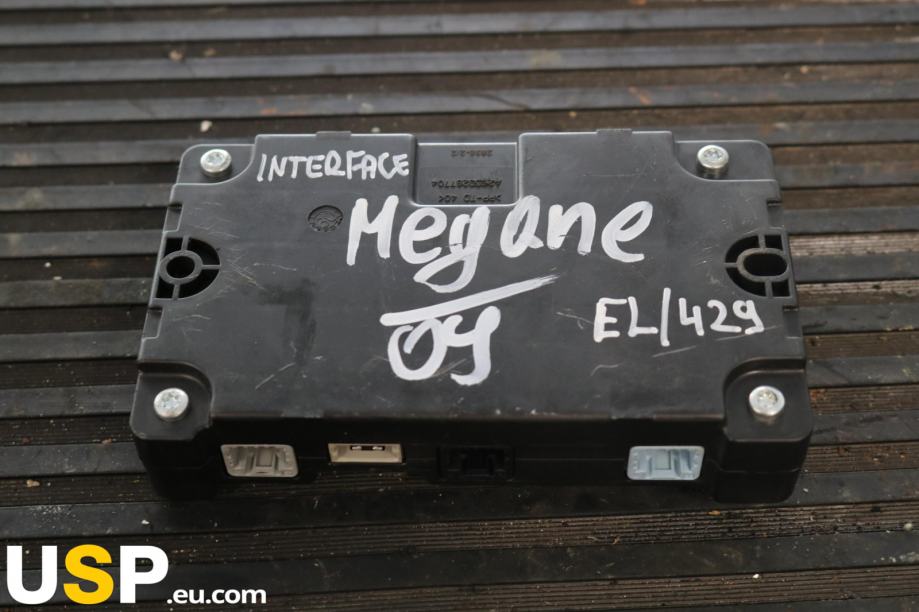 INTERFACE
Megane
09
EL/429
USP.eu.com